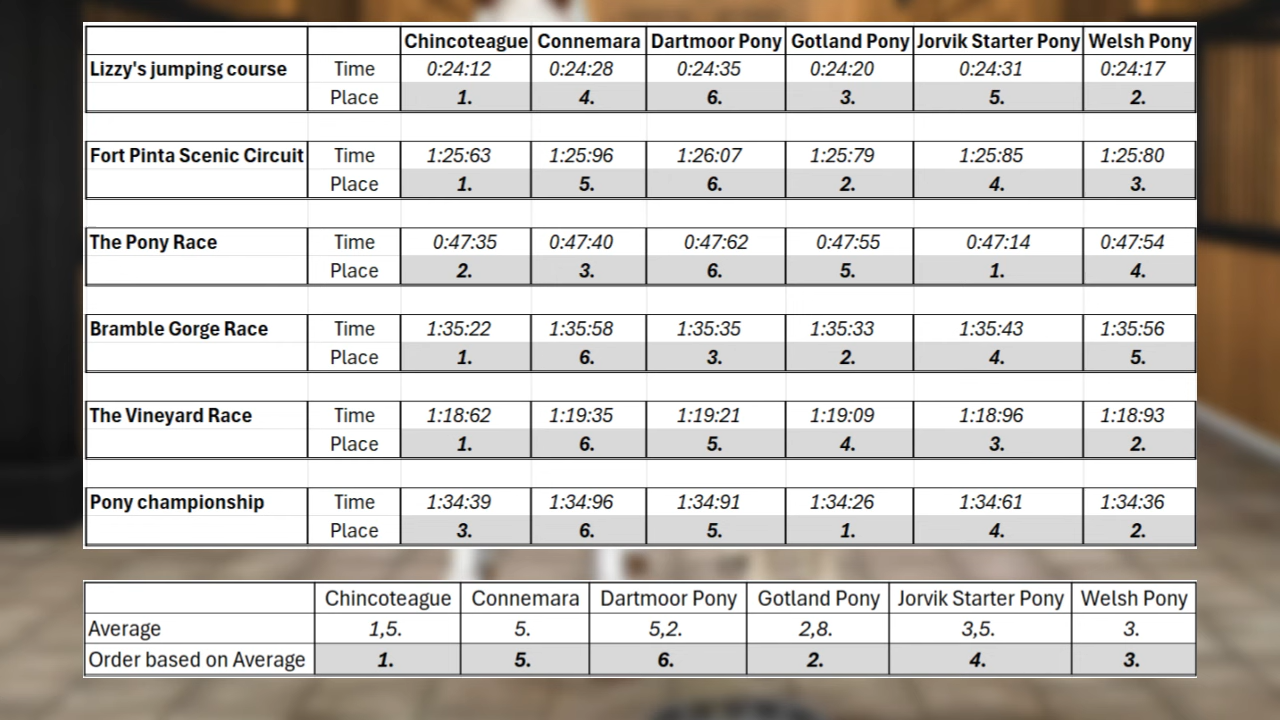 Chincoteague Connemara Dartmoor Pony Gotland Pony Jorvik Starter Pony Welsh Pony
Lizzy's jumping course Time 0:24:12 0:24:28 0:24:35 0:24:20 0:24:31 0:24:17
Place 1. 4. 6. 3. 5. 2.
Fort Pinta Scenic Circuit Time 1:25:63 1:25:96 1:26:07 1:25:79 1:25:85 1:25:80
Place 1. 5. 6. 2. 4. 3.
The Pony Race Time 0:47:35 0:47:40 0:47:62 0:47:55 0:47:14 0:47:54
Place 2. 3. 6. 5. 1. 4.
Bramble Gorge Race Time 1:35:22 1:35:58 1:35:35 1:35:33 1:35:43 1:35:56
Place 1. 6. 3. 2. 4. 5.
The Vineyard Race Time 1:18:62 1:19:35 1:19:21 1:19:09 1:18:96 1:18:93
Place 1. 6. 5. 4. 3. 2.
Pony championship Time 1:34:39 1:34:96 1:34:91 1:34:26 1:34:61 1:34:36
Place 3. 6. 5. 1. 4. 2.
Chincoteague Connemara Dartmoor Pony Gotland Pony Jorvik Starter Pony Welsh Pony
Average 1,5. 5. 5,2. 2,8. 3,5. 3.
Order based on Average 1. 5. 6. 2. 4. 3.